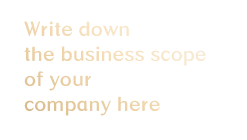 Write down
the business scope
of your
company here